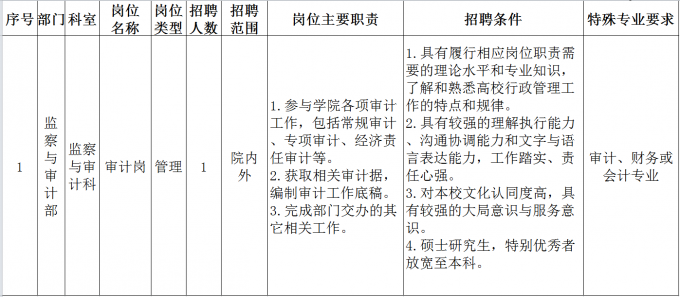 序号
部门
科室
岗位
名称
岗位
类型
招聘
人数
招聘
范围
岗位主要职责
招聘条件
特殊专业要求
1
监
察
与
审
计
部
监察
与审
计科
审计岗
管理
1
院内
外
1.参与学院各项审计
工作，包括常规审计
、专项审计、经济责
任审计等。
2.获取相关审计据，
编制审计工作底稿。
3.完成部门交办的其
它相关工作。
1.具有履行相应岗位职责需
要的理论水平和专业知识，
了解和熟悉高校行政管理工
作的特点和规律。
2.具有较强的理解执行能力
、沟通协调能力和文字与语
言表达能力，工作踏实、责
任心强。
3.对本校文化认同度高，具
有较强的大局意识与服务意
识。
4.硕士研究生，特别优秀者
放宽至本科。
审计、财务或
会计专业